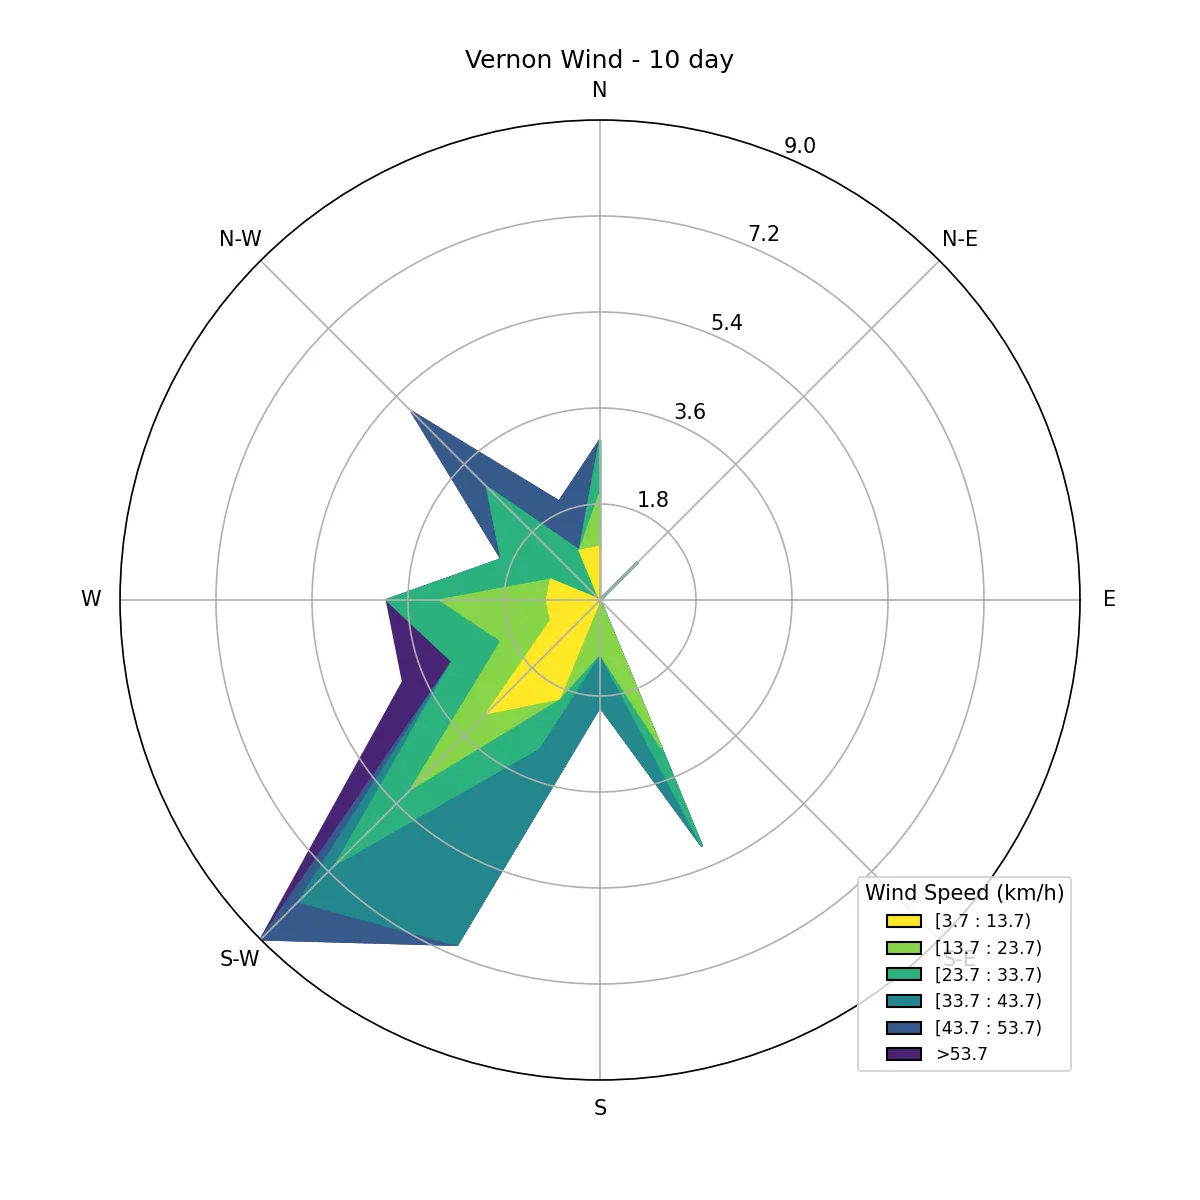 Vernon Wind - 10 day
N
9.0
N-W
N-E
7.2
5.4
3.6
1.8
W
E
Wind Speed (km/h)
[3.7 : 13.7)
[13.7 : 23.7)
[23.7 : 33.7)
[33.7 : 43.7)
[43.7 : 53.7)
>53.7
S-W
S-E
S